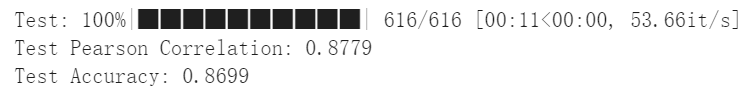 Test: 100%|██████████| 616/616 [00:11<00:00, 53.66it/s]
Test Pearson Correlation: 0.8779
Test Accuracy: 0.8699